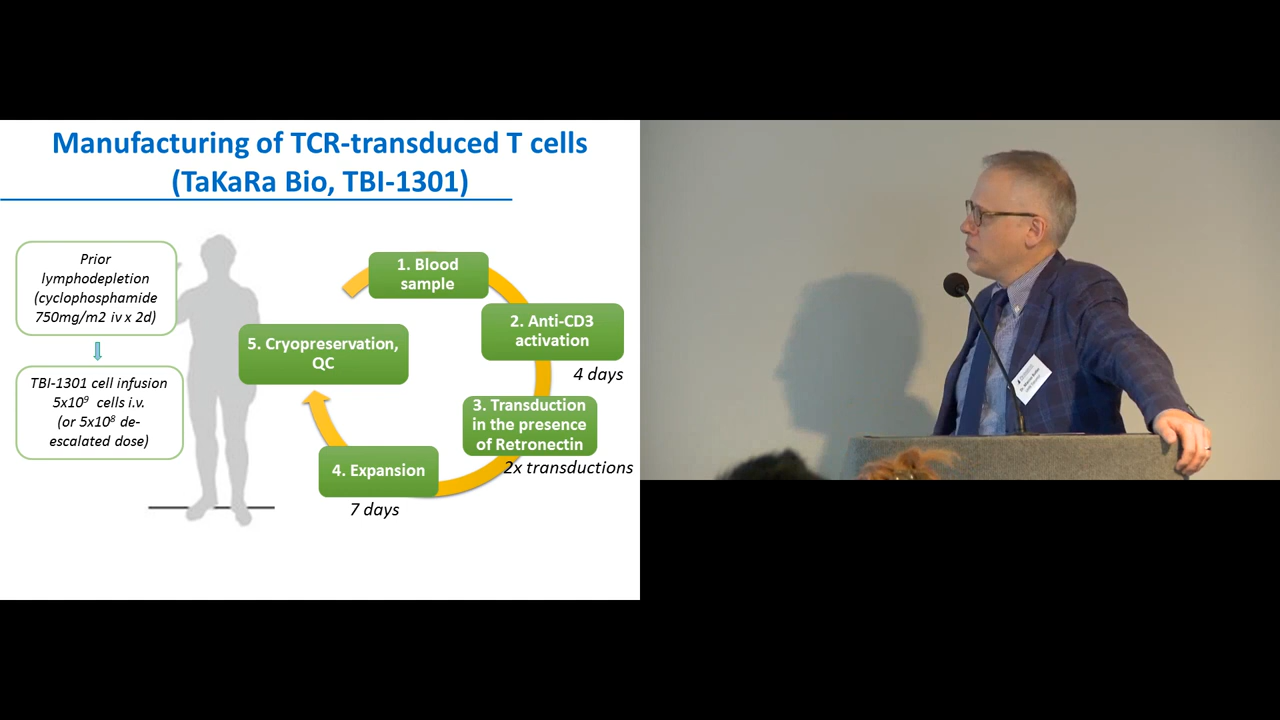 Manufacturing of TCR-transduced T cells
(TaKaRa Bio, TBI-1301)
Prior
lymphodepletion
(cyclophosphamide
750mg/m2 iv x 2d)
TBI-1301 cell infusion
5x10⁹ cells i.v.
(or 5x10⁸ de-
escalated dose)
1. Blood
sample
2. Anti-CD3
activation
4 days
3. Transduction
in the presence
of Retronectin
2x transductions
4. Expansion
7 days
5. Cryopreservation,
QC